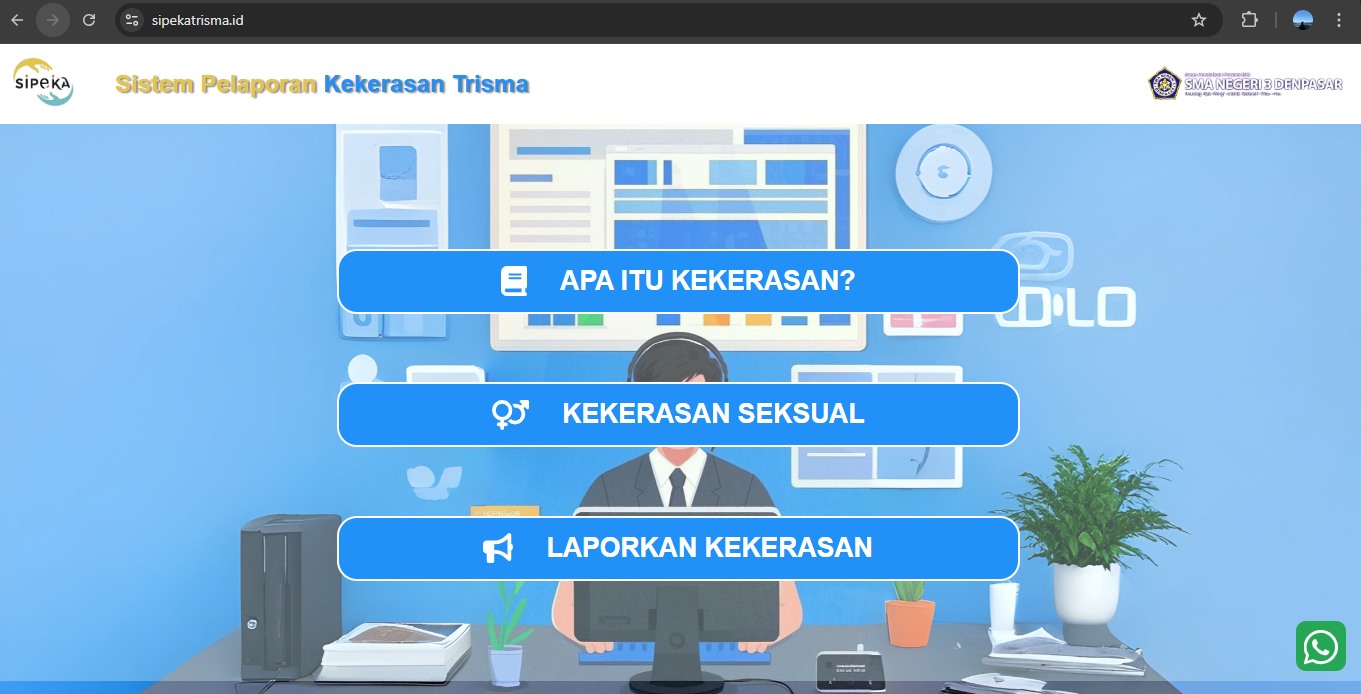 sipekatrisma.id
SIPEKA
Sistem Pelaporan Kekerasan Trisma
SMA NEGERI 3 DENPASAR
APA ITU KEKERASAN?
KEKERASAN SEKSUAL
LAPORKAN KEKERASAN